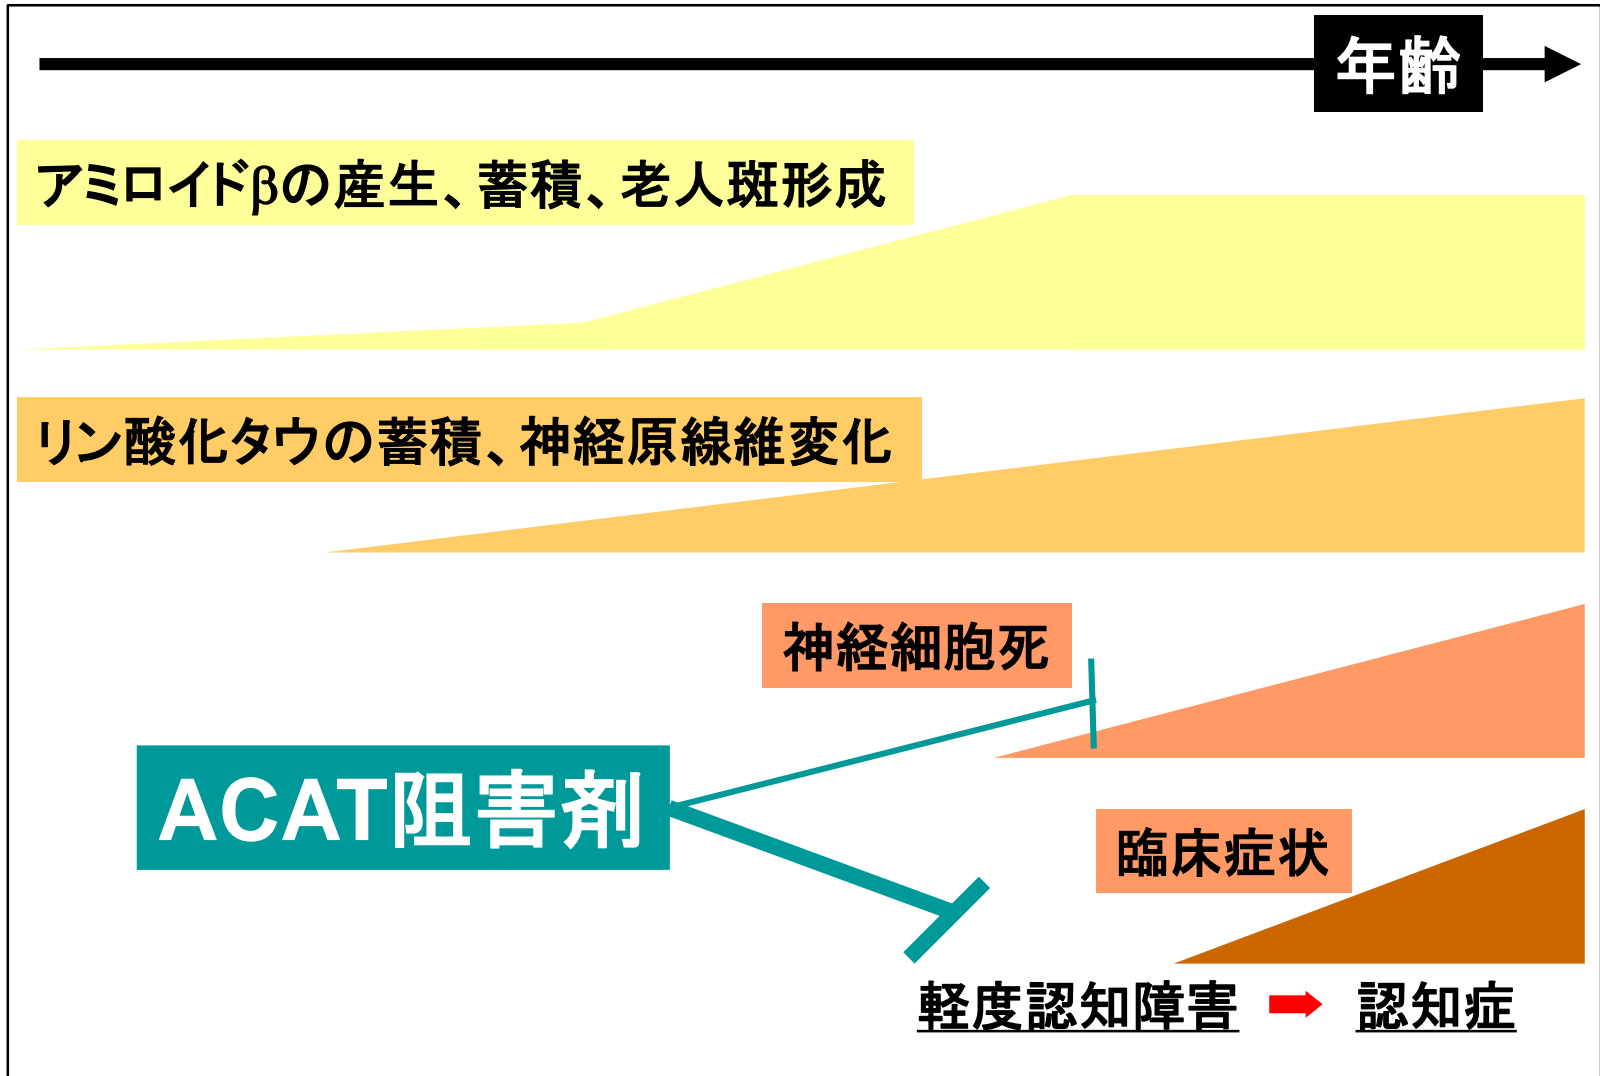 年齢
アミロイドβの産生、蓄積、老人斑形成
リン酸化タウの蓄積、神経原線維変化
神経細胞死
ACAT阻害剤
臨床症状
軽度認知障害 ➡ 認知症